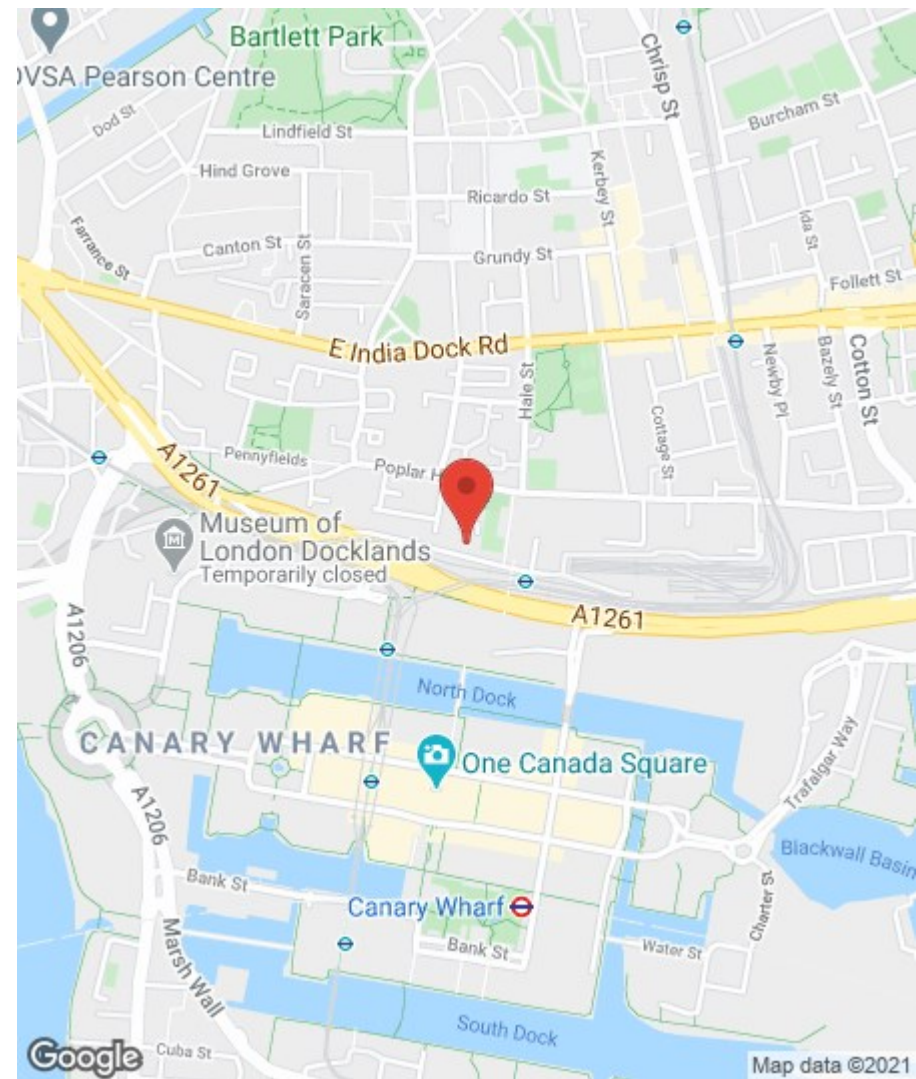 Bartlett Park
DVSA Pearson Centre
Chrisp St
Dod St
Lindfield St
Burcham St
Hind Grove
Kerbey St
Ricardo St
Farrance St
Canton St
Saracen St
Grundy St
Ida St
Follett St
E India Dock Rd
Hale St
Newby Pl
Bazely St
Cotton St
Cottage St
Pennyfields
Poplar H
A1261
Museum of
London Docklands
Temporarily closed
A1261
A1206
North Dock
CANARY WHARF
One Canada Square
Trafalgar Way
A1206
Blackwall Basin
Bank St
Canary Wharf
Charter St
Marsh Wall
Bank St
Water St
South Dock
Cuba St
Google
Map data ©2021